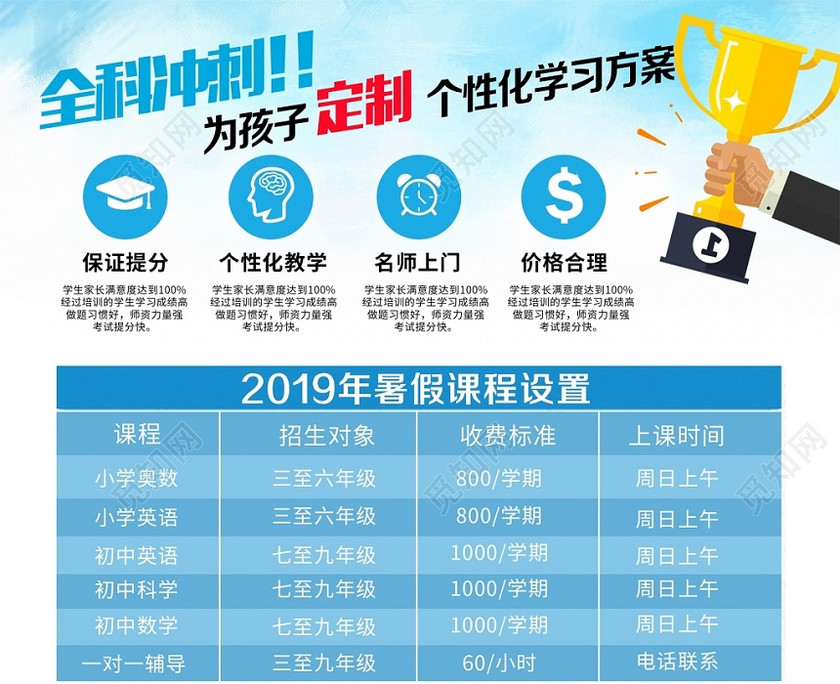 全科冲刺!!
为孩子 定制 个性化学习方案
1
保证提分 个性化教学 名师上门 价格合理
学生家长满意度达到100%
经过培训的学生学习成绩高
做题习惯好，师资力量强
考试提分快。
学生家长满意度达到100%
经过培训的学生学习成绩高
做题习惯好，师资力量强
考试提分快。
学生家长满意度达到100%
经过培训的学生学习成绩高
做题习惯好，师资力量强
考试提分快。
学生家长满意度达到100%
经过培训的学生学习成绩高
做题习惯好，师资力量强
考试提分快。
2019年暑假课程设置
课程 招生对象 收费标准 上课时间
小学奥数 三至六年级 800/学期 周日上午
小学英语 三至六年级 800/学期 周日上午
初中英语 七至九年级 1000/学期 周日上午
初中科学 七至九年级 1000/学期 周日上午
初中数学 七至九年级 1000/学期 周日上午
一对一辅导 三至九年级 60/小时 电话联系
觅知网